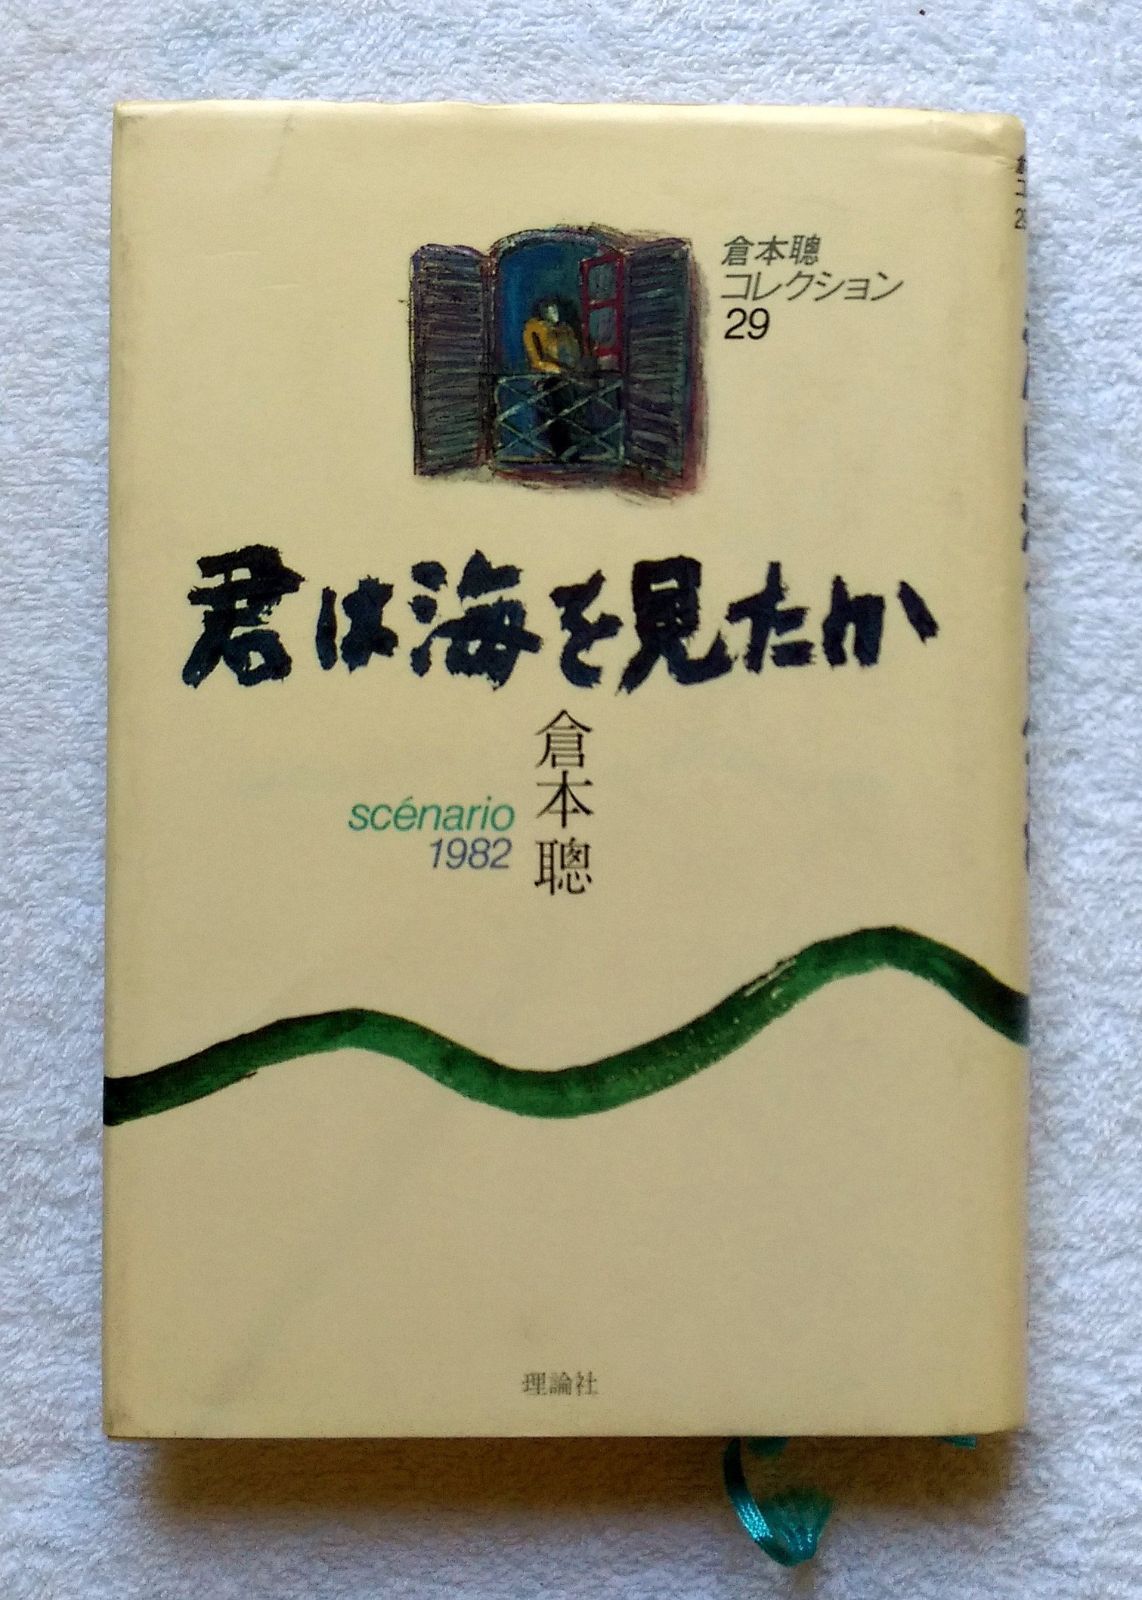 倉本聰
コレクション
29
君は海を見たか
倉本聰
scénario
1982
理論社